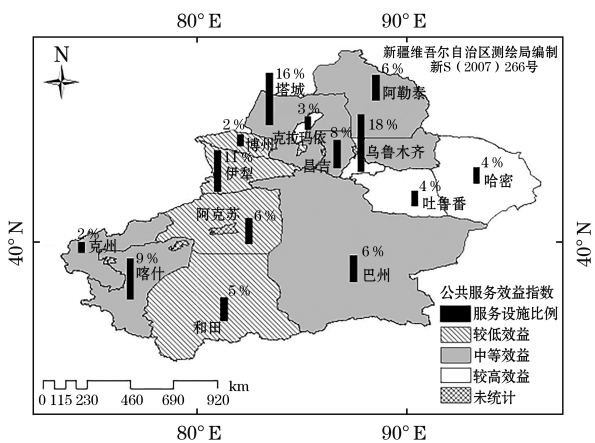 80° E
90° E
N
新疆维吾尔自治区测绘局编制
新S（2007）266号
16 %
塔城
6 %
阿勒泰
3 %
克拉玛依
2 %
博州
18 %
乌鲁木齐
8 %
昌吉
11 %
伊犁
4 %
哈密
4 %
吐鲁番
阿克苏
6 %
2 %
克州
40° N
40° N
9 %
喀什
6 %
巴州
5 %
和田
公共服务效益指数
服务设施比例
较低效益
中等效益
较高效益
未统计
km
0 115 230 460 690 920
80° E
90° E